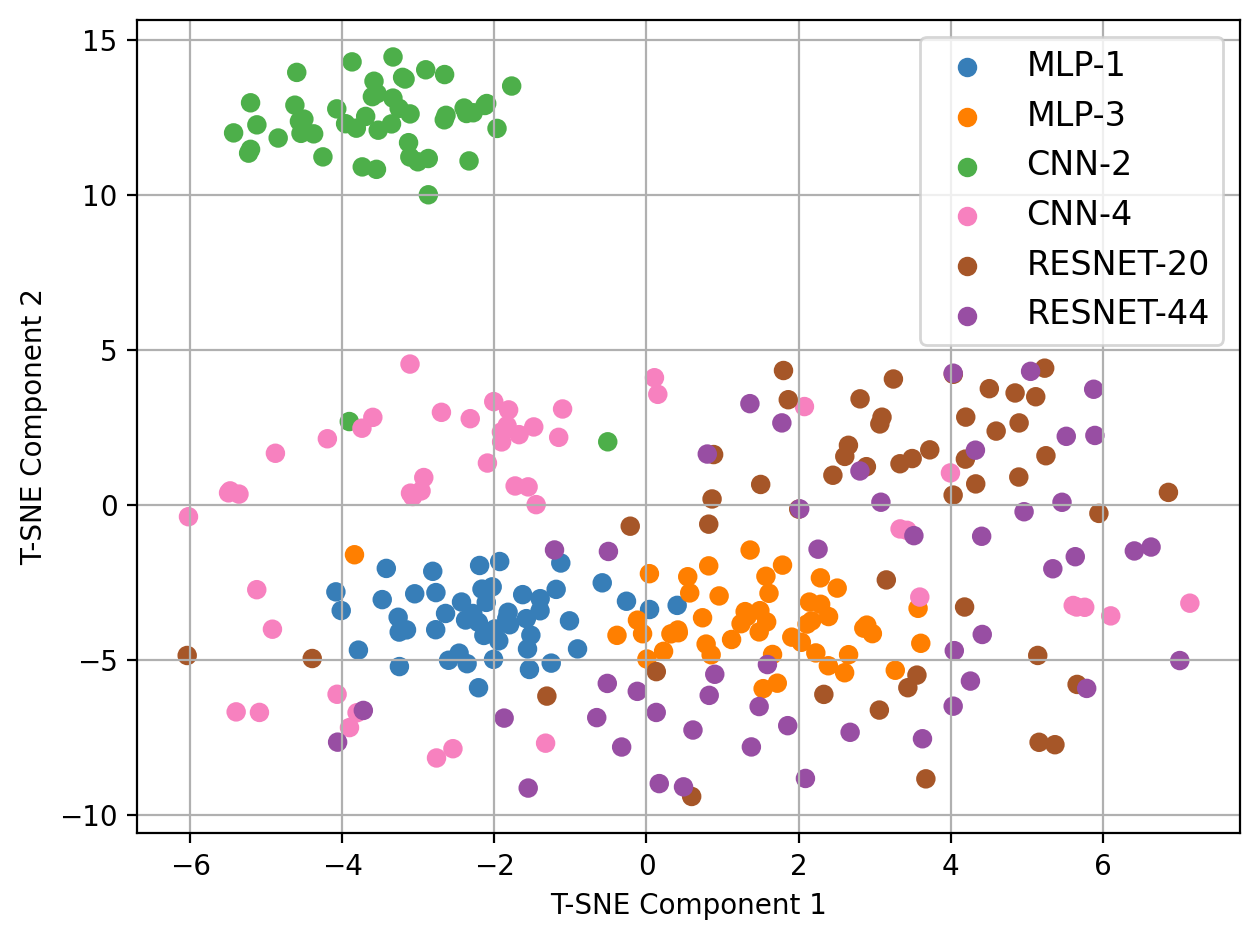 15
10
5
0
−5
−10
T-SNE Component 2
MLP-1
MLP-3
CNN-2
CNN-4
RESNET-20
RESNET-44
−6 −4 −2 0 2 4 6
T-SNE Component 1